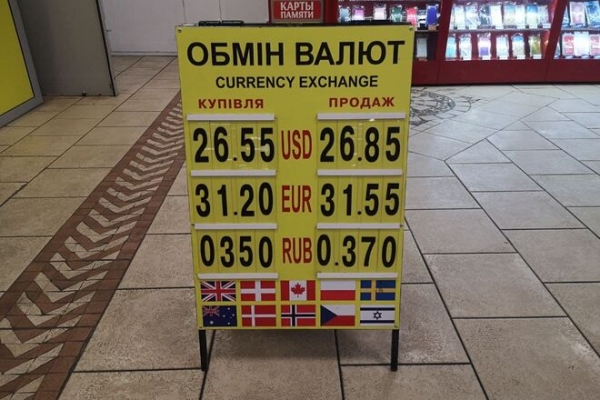 КАРТЫ
ПАМЯТИ
ОБМІН ВАЛЮТ
CURRENCY EXCHANGE
КУПІВЛЯ ПРОДАЖ
26.55 USD 26.85
31.20 EUR 31.55
0350 RUB 0.370